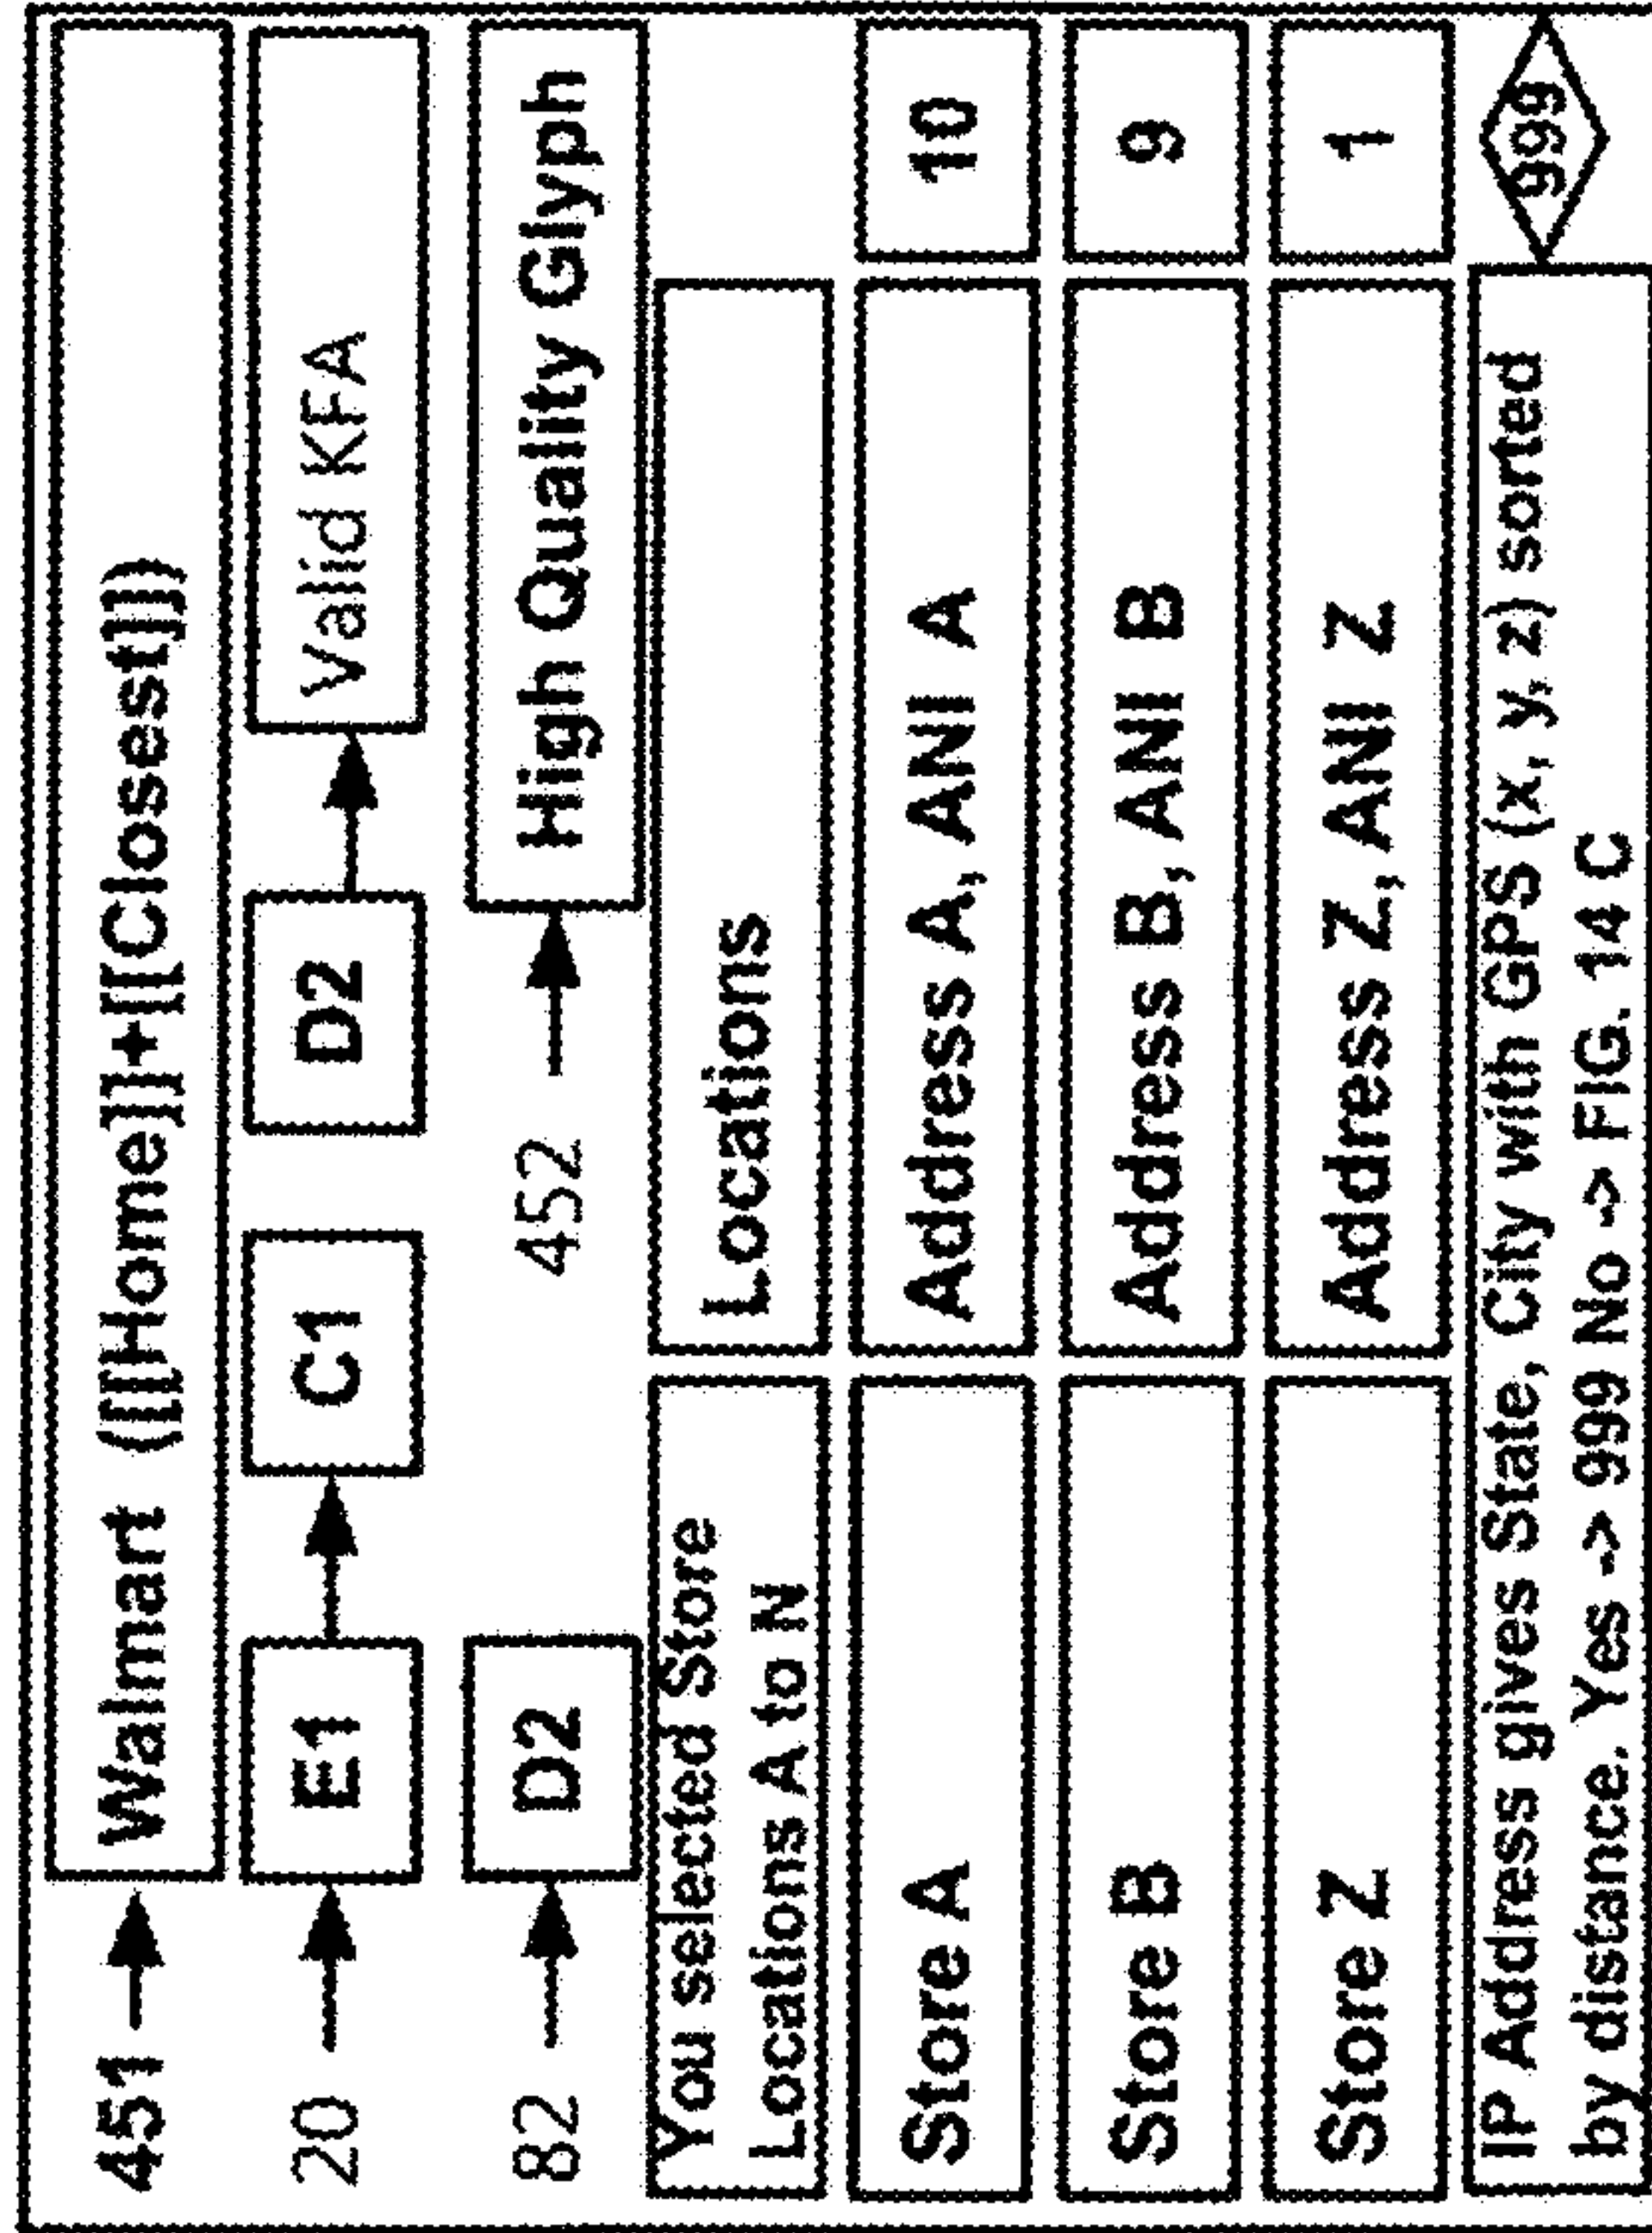 451 Walmart ([[Home]]+[[Closest]])
20 E1 C1 D2 Valid KFA
82 D2 452 High Quality Glyph
You selected Store
Locations A to N
Locations
Store A Address A, ANI A 10
Store B Address B, ANI B 9
Store Z Address Z, ANI Z 1
IP Address gives State, City with GPS (x, y, z) sorted
by distance. Yes -> 999 No -> FIG. 14 C
999